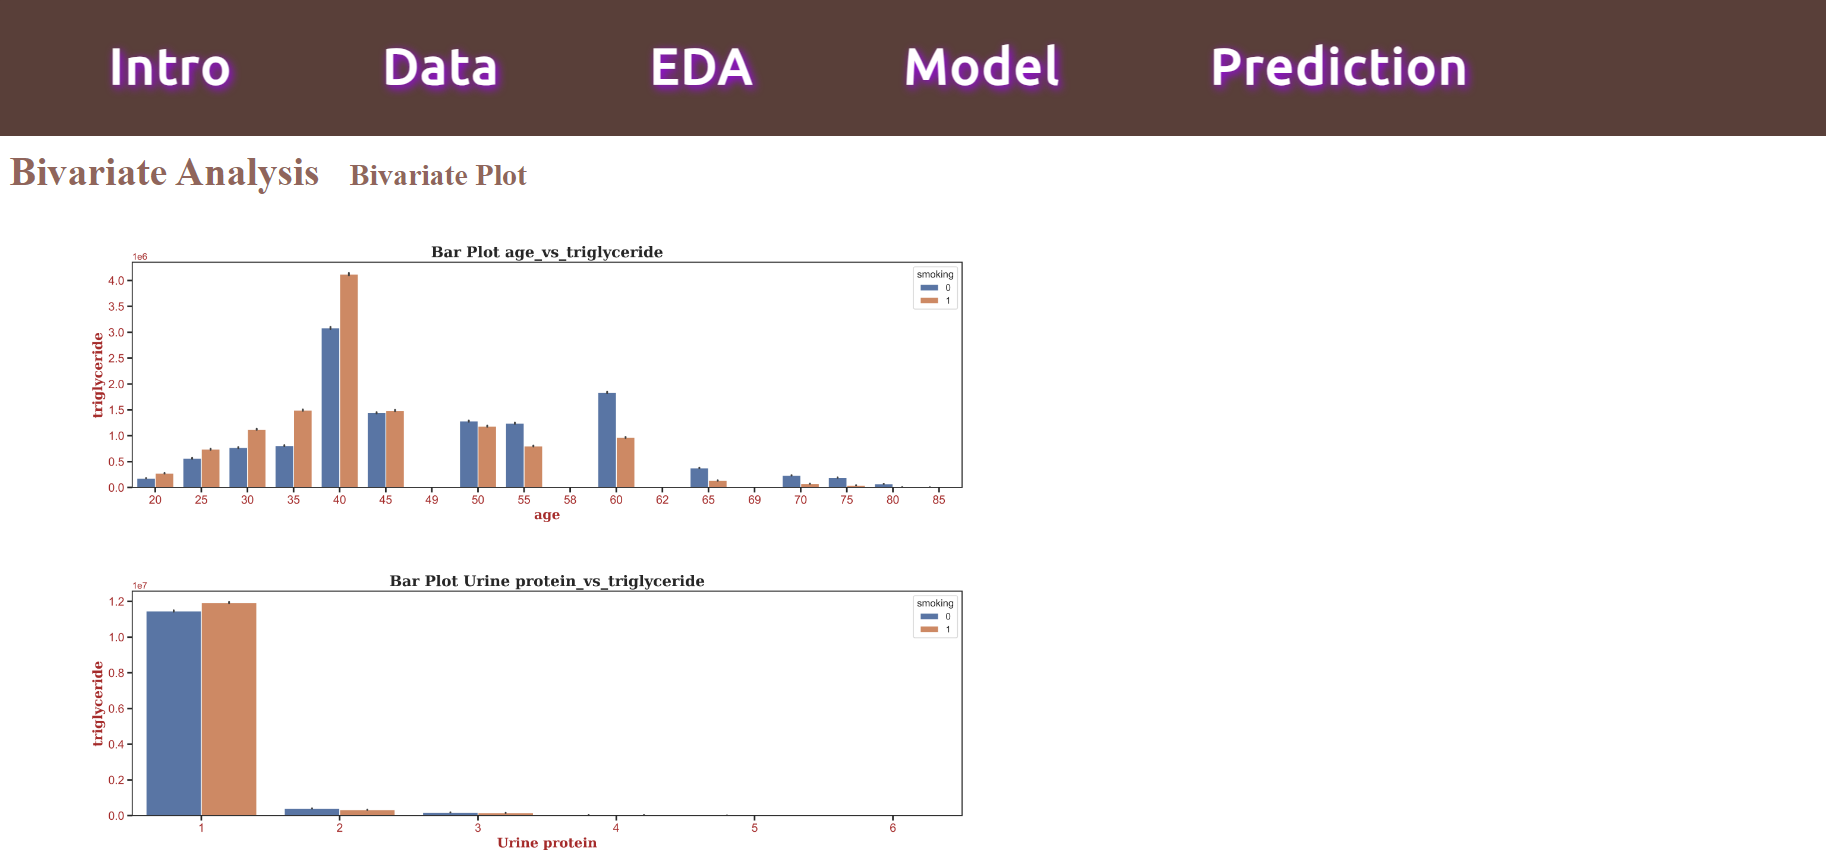 Intro Data EDA Model Prediction
Bivariate Analysis Bivariate Plot
Bar Plot age_vs_triglyceride
1e6
smoking
0
1
4.0
3.5
3.0
2.5
2.0
1.5
1.0
0.5
0.0
triglyceride
20 25 30 35 40 45 49 50 55 58 60 62 65 69 70 75 80 85
age
Bar Plot Urine protein_vs_triglyceride
1e7
smoking
0
1
1.2
1.0
0.8
0.6
0.4
0.2
0.0
triglyceride
1 2 3 4 5 6
Urine protein